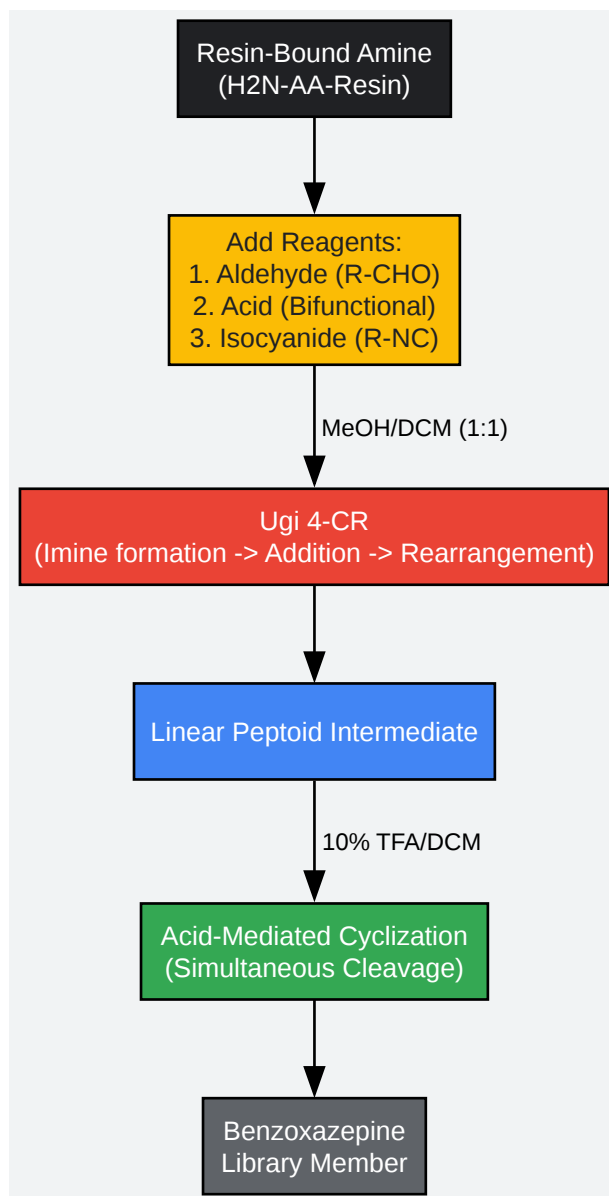 Resin-Bound Amine
(H2N-AA-Resin)
Add Reagents:
1. Aldehyde (R-CHO)
2. Acid (Bifunctional)
3. Isocyanide (R-NC)
MeOH/DCM (1:1)
Ugi 4-CR
(Imine formation -> Addition -> Rearrangement)
Linear Peptoid Intermediate
10% TFA/DCM
Acid-Mediated Cyclization
(Simultaneous Cleavage)
Benzoxazepine
Library Member